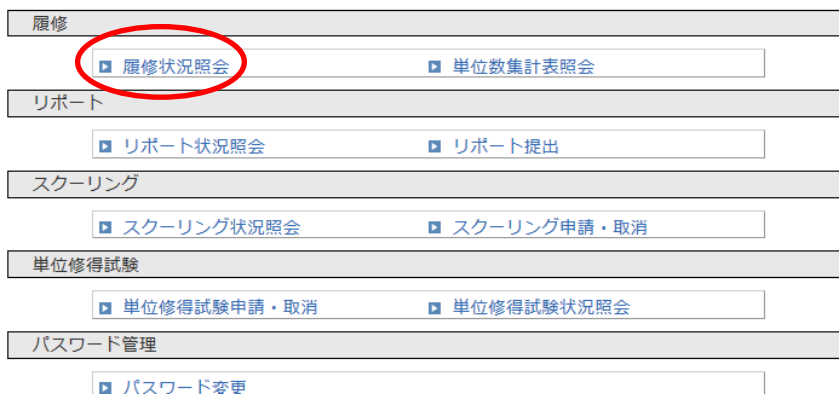 履修
履修状況照会 単位数集計表照会
リポート
リポート状況照会 リポート提出
スクーリング
スクーリング状況照会 スクーリング申請・取消
単位修得試験
単位修得試験申請・取消 単位修得試験状況照会
パスワード管理
パスワード変更